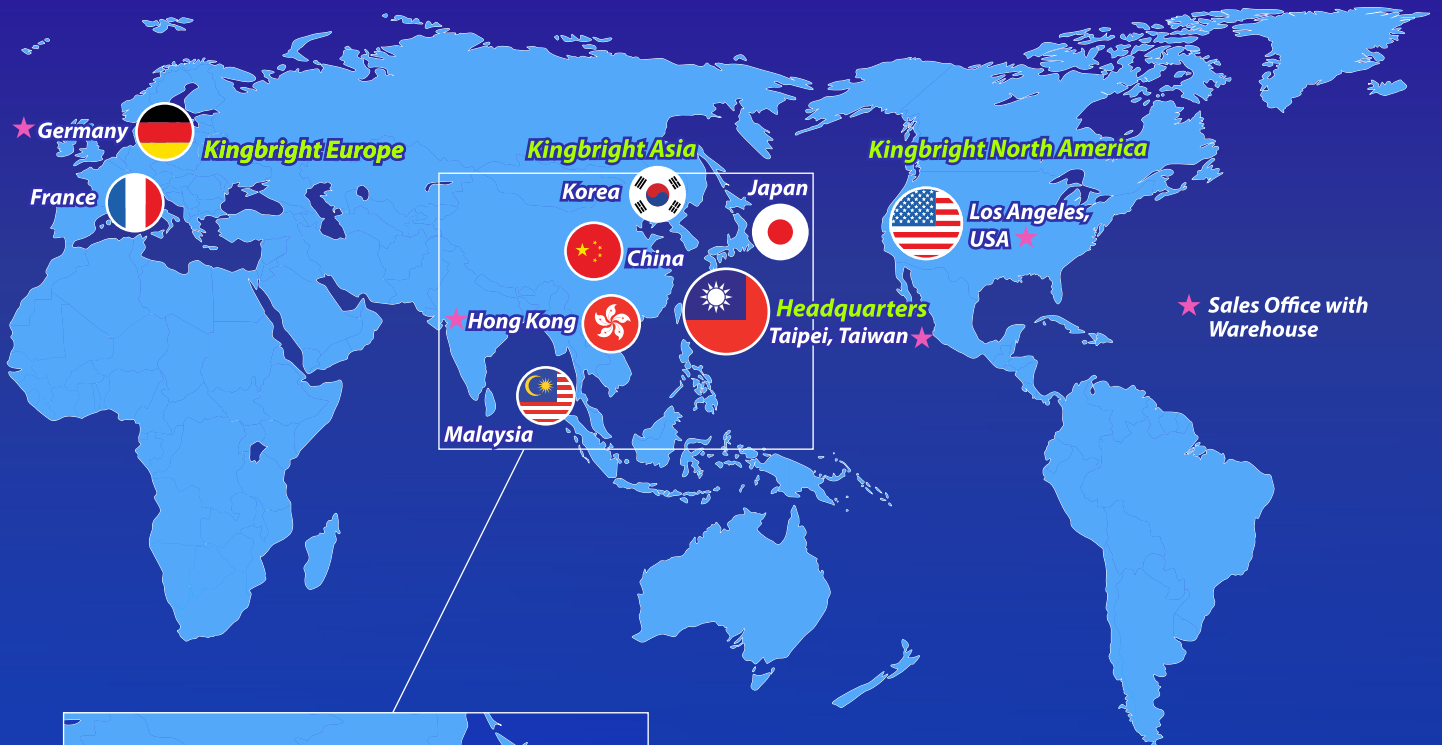 Germany
Kingbright Europe
France
Kingbright Asia
Korea
Japan
China
Hong Kong
Headquarters
Taipei, Taiwan
Malaysia
Kingbright North America
Los Angeles,
USA
Sales Office with
Warehouse